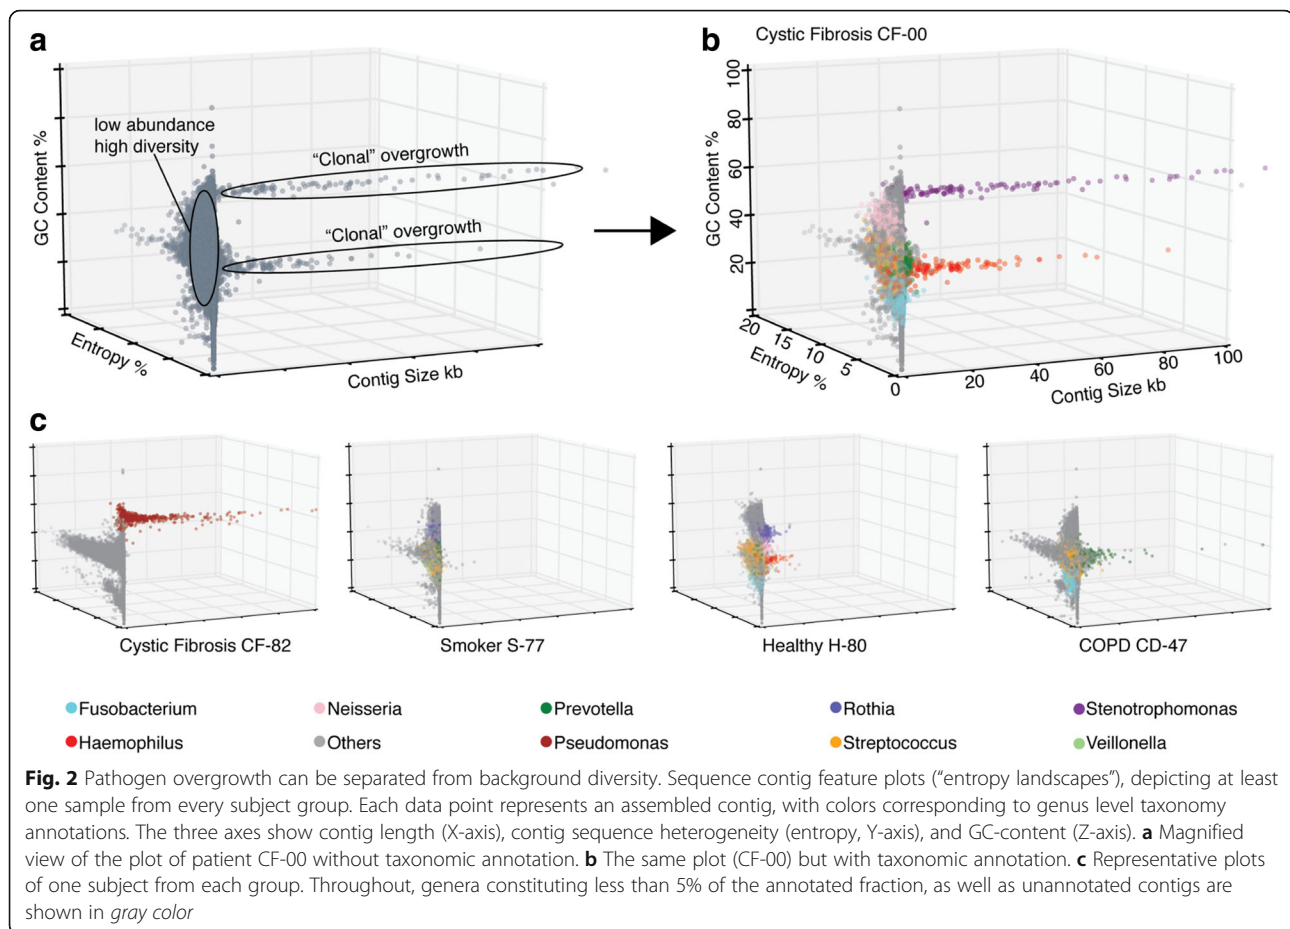 a
low abundance
high diversity
"Clonal" overgrowth
"Clonal" overgrowth
GC Content %
Entropy %
Contig Size kb
b
Cystic Fibrosis CF-00
GC Content %
100
80
60
40
20
20
15
10
5
0
Entropy %
20
40
60
80
100
Contig Size kb
c
Cystic Fibrosis CF-82
Smoker S-77
Healthy H-80
COPD CD-47
Fusobacterium Neisseria Prevotella Rothia Stenotrophomonas
Haemophilus Others Pseudomonas Streptococcus Veillonella
Fig. 2 Pathogen overgrowth can be separated from background diversity. Sequence contig feature plots ("entropy landscapes"), depicting at least
one sample from every subject group. Each data point represents an assembled contig, with colors corresponding to genus level taxonomy
annotations. The three axes show contig length (X-axis), contig sequence heterogeneity (entropy, Y-axis), and GC-content (Z-axis). a Magnified
view of the plot of patient CF-00 without taxonomic annotation. b The same plot (CF-00) but with taxonomic annotation. c Representative plots
of one subject from each group. Throughout, genera constituting less than 5% of the annotated fraction, as well as unannotated contigs are
shown in gray color